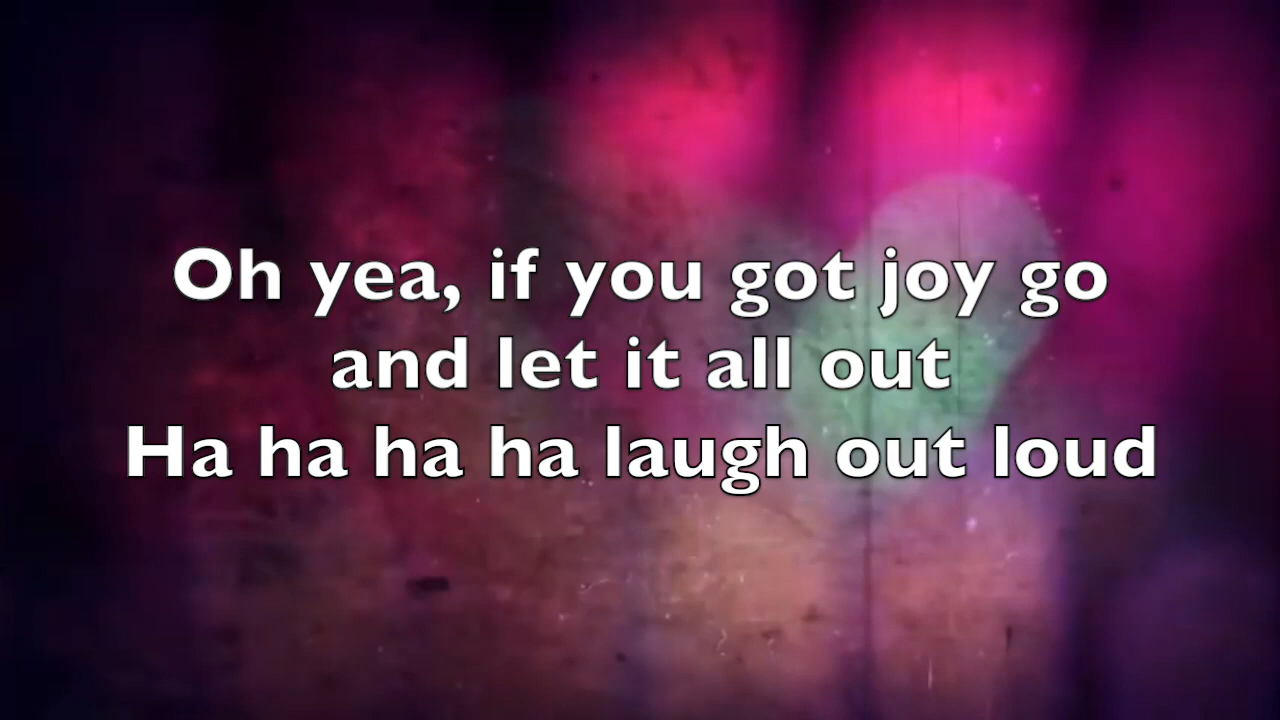 Oh yea, if you got joy go
and let it all out
Ha ha ha ha laugh out loud